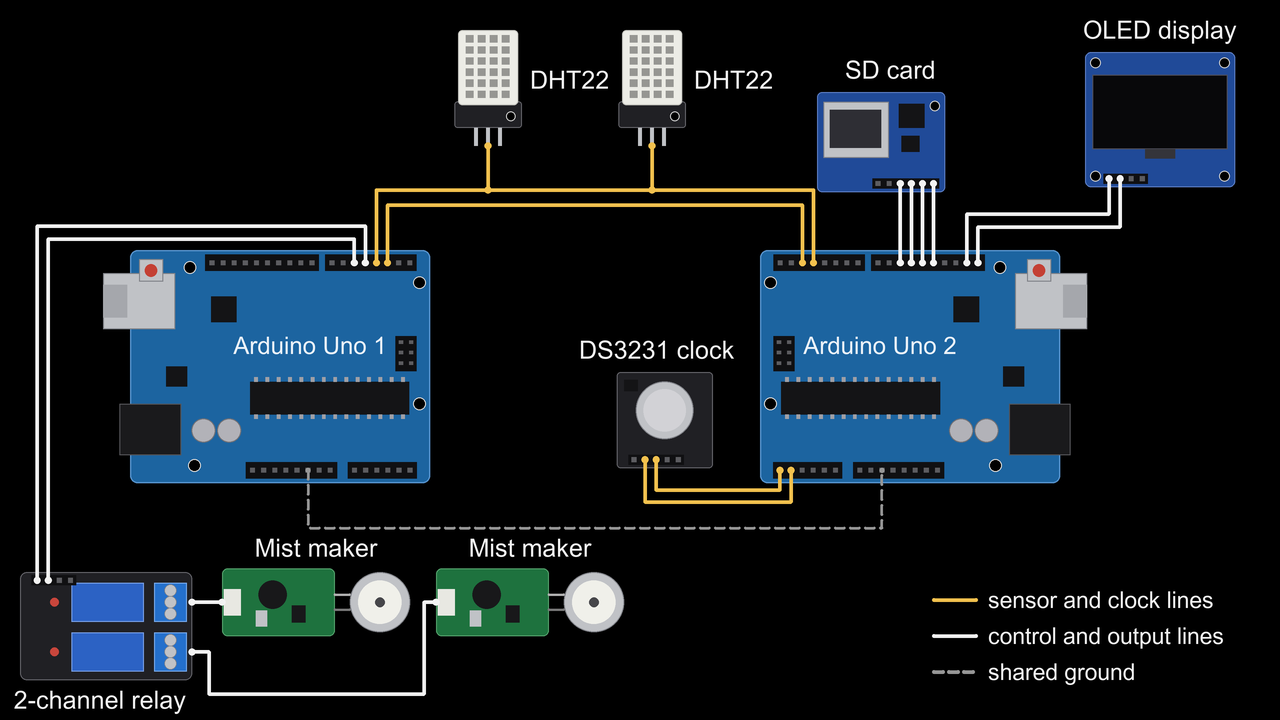 OLED display
SD card
DHT22
DHT22
Arduino Uno 1
DS3231 clock
Arduino Uno 2
Mist maker
Mist maker
sensor and clock lines
control and output lines
shared ground
2-channel relay